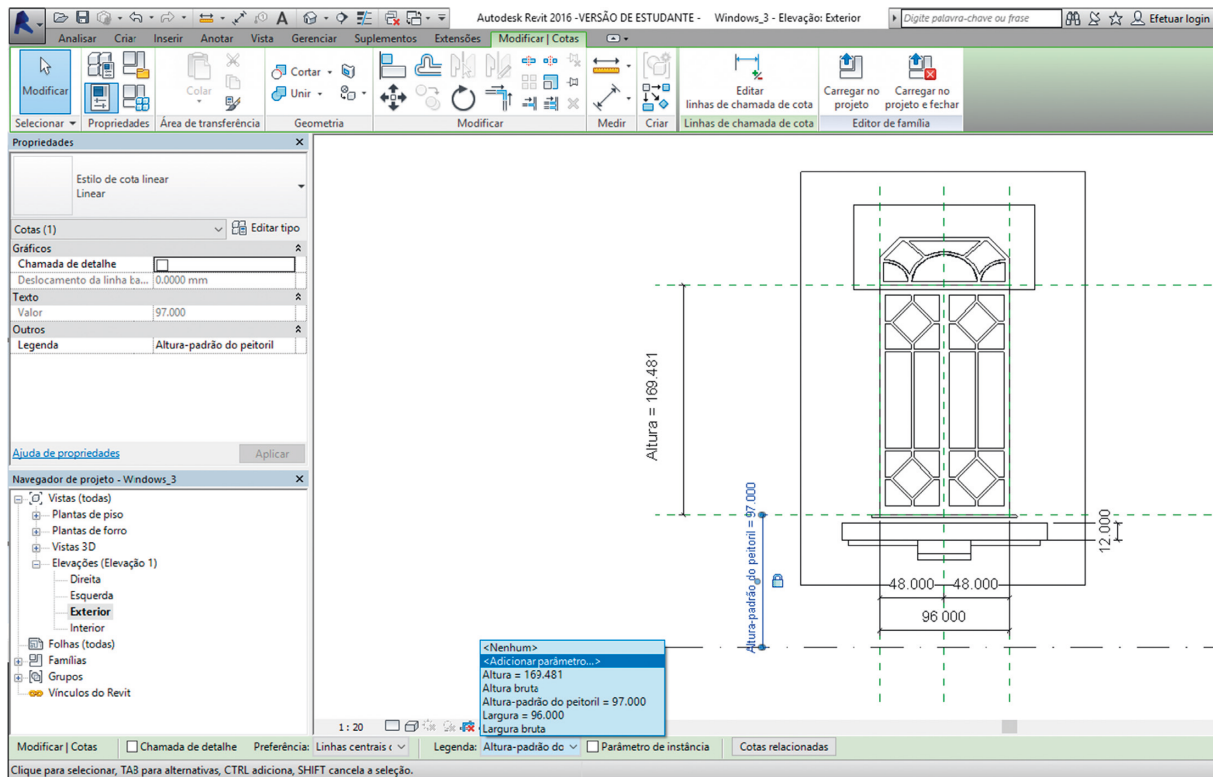 Autodesk Revit 2016 -VERSÃO DE ESTUDANTE - Windows_3 - Elevação: Exterior
Digite palavra-chave ou frase
Efetuar login
Analisar Criar Inserir Anotar Vista Gerenciar Suplementos Extensões Modificar | Cotas
Modificar
Colar
Cortar
Unir
Editar
linhas de chamada de cota
Carregar no
projeto
Carregar no
projeto e fechar
Selecionar Propriedades Área de transferência Geometria Modificar Medir Criar Linhas de chamada de cota Editor de família
Propriedades
Estilo de cota linear
Linear
Cotas (1)
Editar tipo
Gráficos
Chamada de detalhe
Deslocamento da linha ba... 0.0000 mm
Texto
Valor 97.000
Outros
Legenda Altura-padrão do peitoril
Ajuda de propriedades
Aplicar
Navegador de projeto - Windows_3
Vistas (todas)
Plantas de piso
Plantas de forro
Vistas 3D
Elevações (Elevação 1)
Direita
Esquerda
Exterior
Interior
Folhas (todas)
Famílias
Grupos
Vínculos do Revit
Altura = 169.481
Altura-padrão do peitoril = 97.000
12.000
48.000 48.000
96.000
<Nenhum>
<Adicionar parâmetro...>
Altura = 169.481
Altura bruta
Altura-padrão do peitoril = 97.000
Largura = 96.000
Largura bruta
1 : 20
Modificar | Cotas Chamada de detalhe Preferência: Linhas centrais c Legenda: Altura-padrão do Parâmetro de instância Cotas relacionadas
Clique para selecionar, TAB para alternativas, CTRL adiciona, SHIFT cancela a seleção.